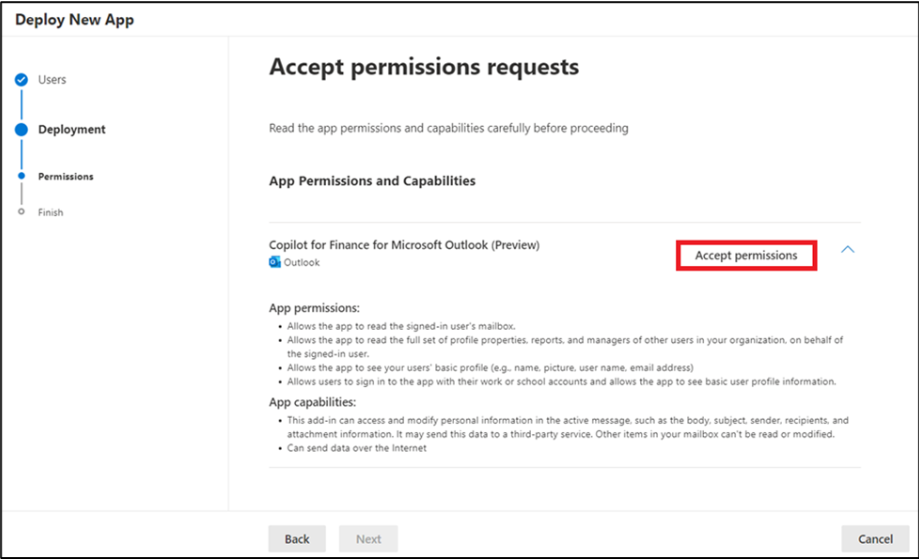 Deploy New App
Users
Deployment
Permissions
Finish
Accept permissions requests
Read the app permissions and capabilities carefully before proceeding
App Permissions and Capabilities
Copilot for Finance for Microsoft Outlook (Preview)
Outlook
Accept permissions
App permissions:
• Allows the app to read the signed-in user's mailbox.
• Allows the app to read the full set of profile properties, reports, and managers of other users in your organization, on behalf of
the signed-in user.
• Allows the app to see your users' basic profile (e.g., name, picture, user name, email address)
• Allows users to sign in to the app with their work or school accounts and allows the app to see basic user profile information.
App capabilities:
• This add-in can access and modify personal information in the active message, such as the body, subject, sender, recipients, and
attachment information. It may send this data to a third-party service. Other items in your mailbox can't be read or modified.
• Can send data over the Internet
Back
Next
Cancel